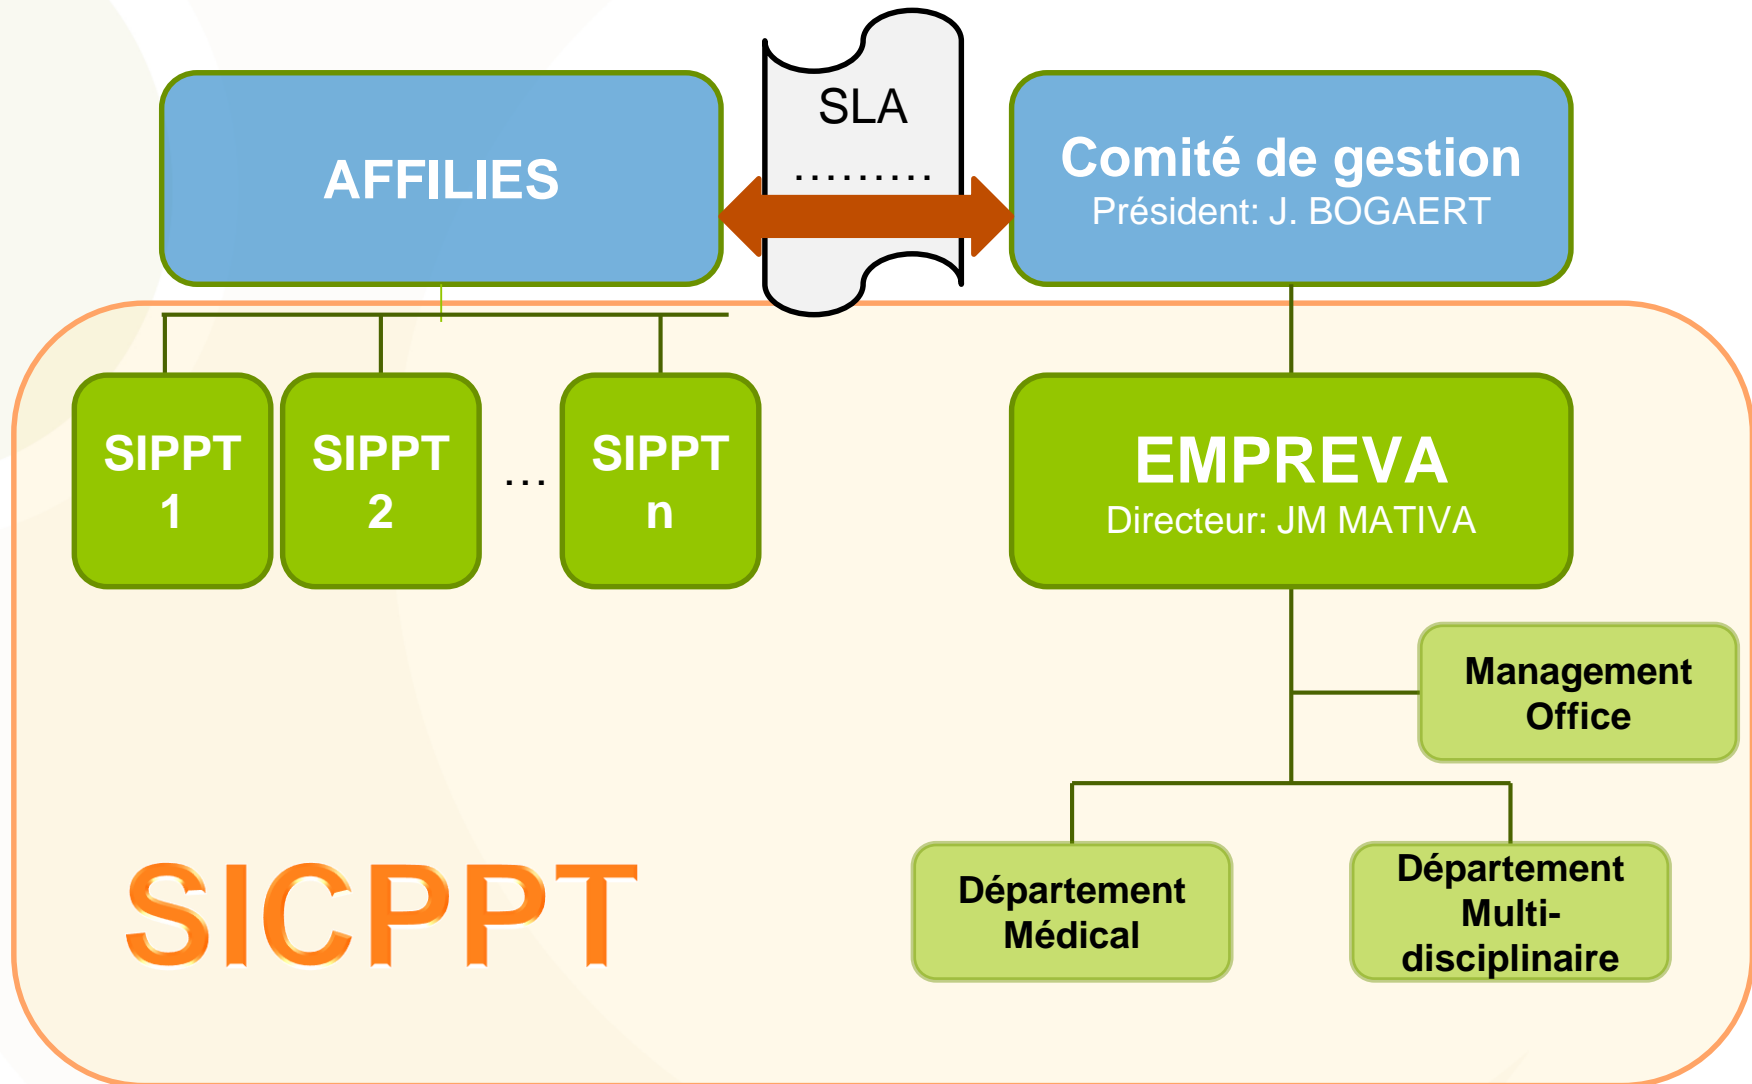 AFFILIES
SLA
.........
Comité de gestion
Président: J. BOGAERT
SIPPT
1
SIPPT
2
...
SIPPT
n
EMPREVA
Directeur: JM MATIVA
Management
Office
Département
Médical
Département
Multi-
disciplinaire
SICPPT